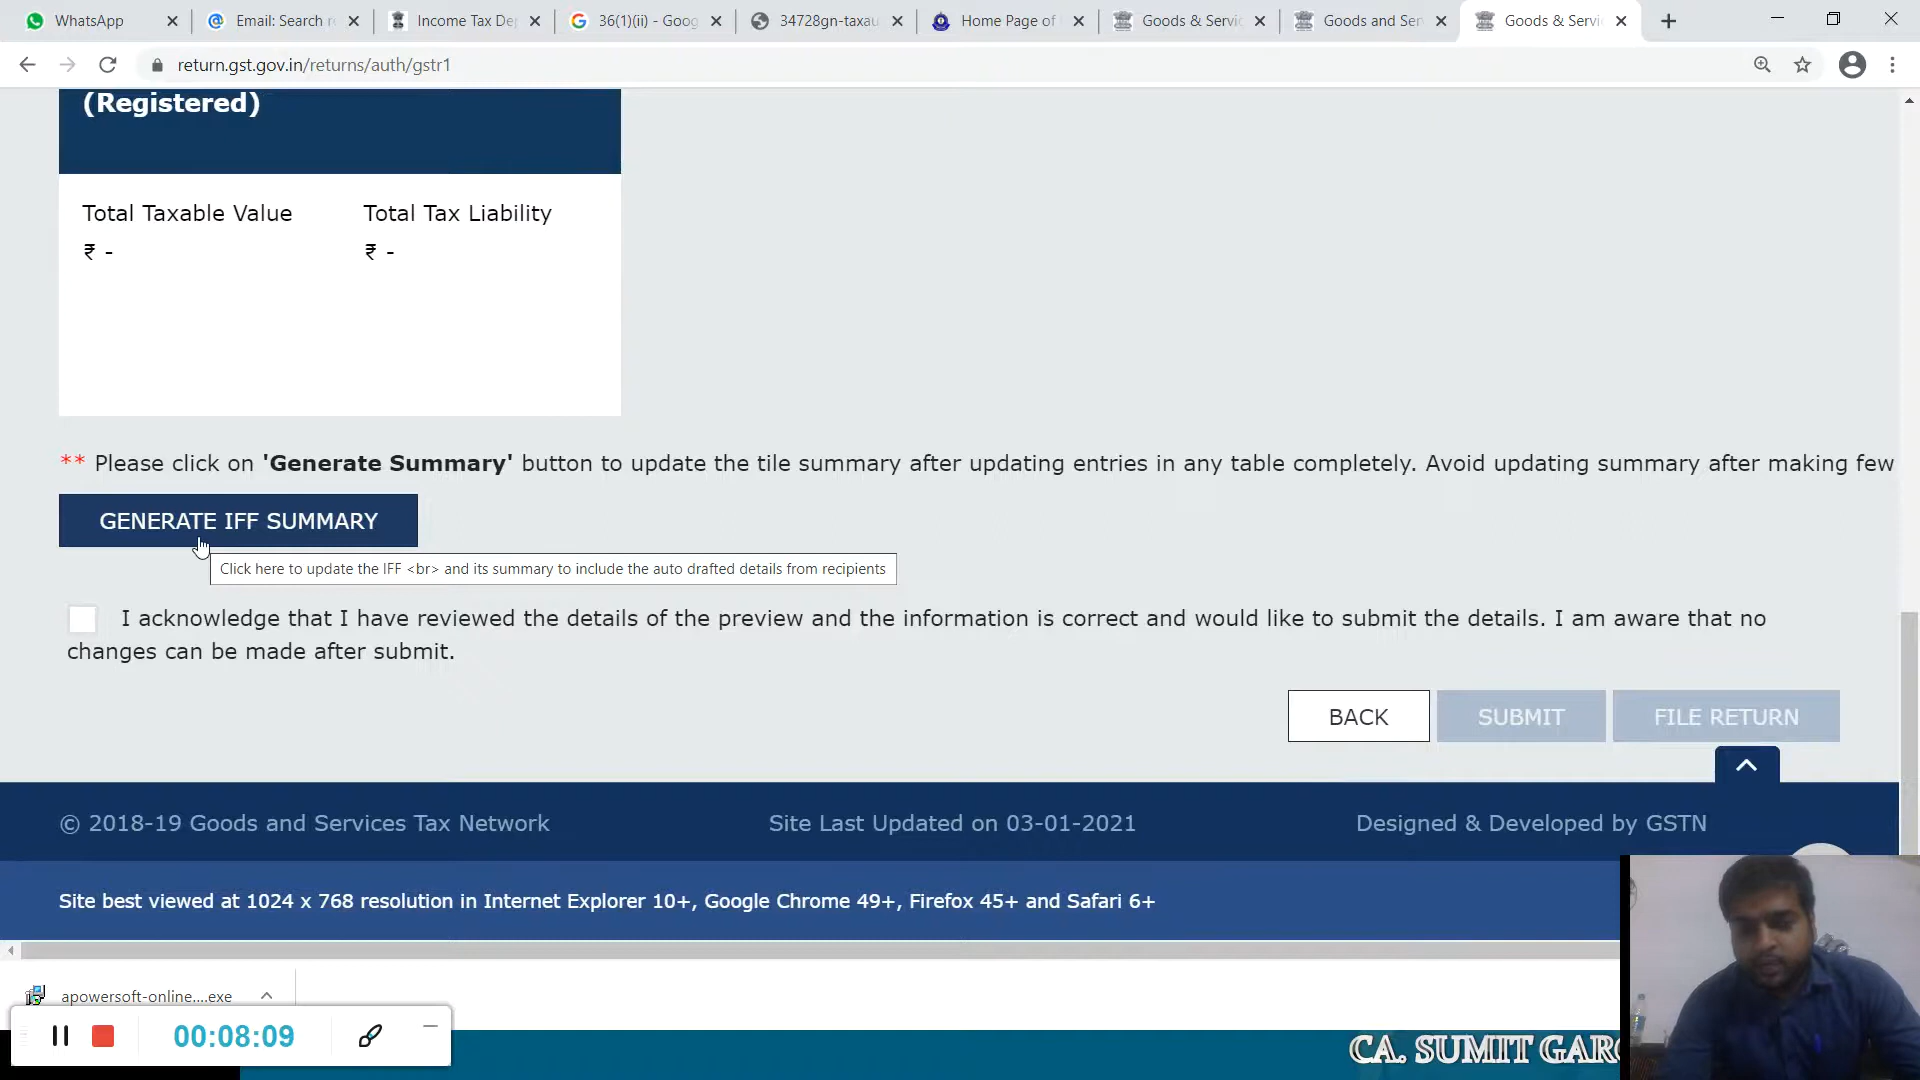 WhatsApp
Email: Search r
Income Tax De
36(1)(ii) - Goog
34728gn-taxau
Home Page of
Goods & Servic
Goods and Ser
Goods & Servi
return.gst.gov.in/returns/auth/gstr1
(Registered)
Total Taxable Value Total Tax Liability
₹ - ₹ -
** Please click on 'Generate Summary' button to update the tile summary after updating entries in any table completely. Avoid updating summary after making few
GENERATE IFF SUMMARY
Click here to update the IFF <br> and its summary to include the auto drafted details from recipients
I acknowledge that I have reviewed the details of the preview and the information is correct and would like to submit the details. I am aware that no
changes can be made after submit.
BACK SUBMIT FILE RETURN
© 2018-19 Goods and Services Tax Network Site Last Updated on 03-01-2021 Designed & Developed by GSTN
Site best viewed at 1024 x 768 resolution in Internet Explorer 10+, Google Chrome 49+, Firefox 45+ and Safari 6+
apowersoft-online....exe
00:08:09
CA. SUMIT GARG